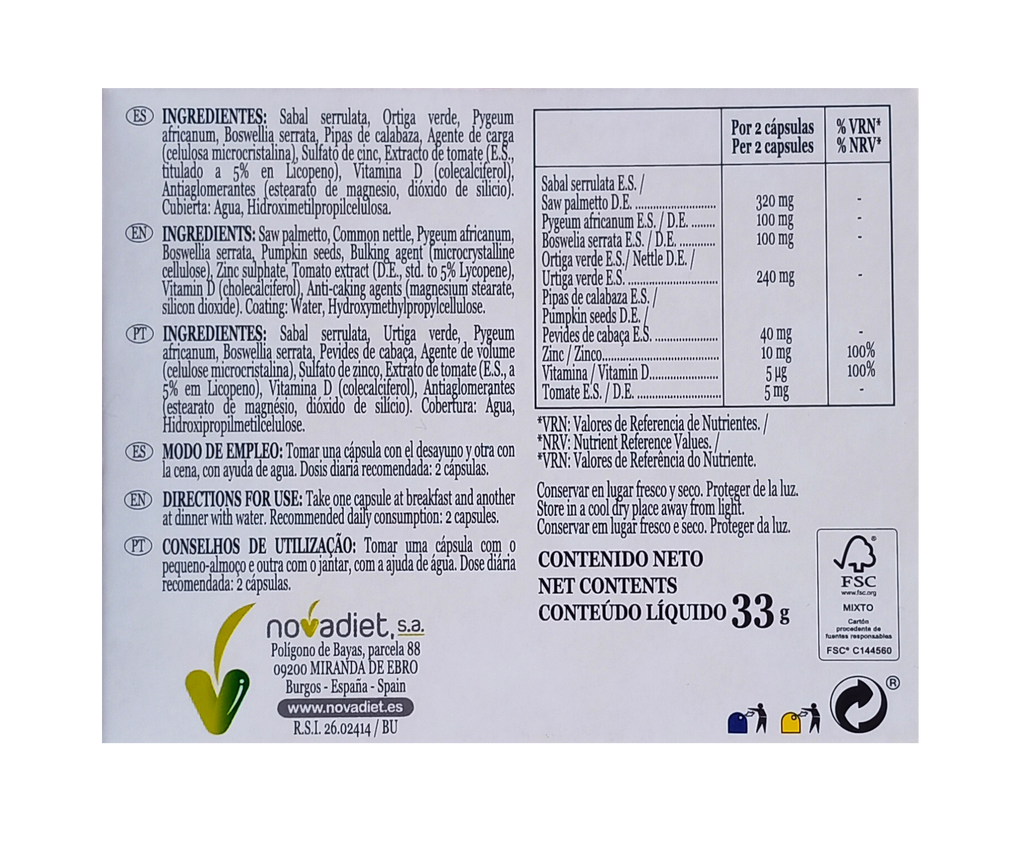 ES INGREDIENTES: Sabal serrulata, Ortiga verde, Pygeum
africanum, Boswellia serrata, Pipas de calabaza, Agente de carga
(celulosa microcristalina), Sulfato de cinc, Extracto de tomate (E.S.,
titulado a 5% en Licopeno), Vitamina D (colecalciferol),
Antiaglomerantes (estearato de magnesio, dióxido de silicio).
Cubierta: Agua, Hidroximetilpropilcelulosa.
EN INGREDIENTS: Saw palmetto, Common nettle, Pygeum africanum,
Boswellia serrata, Pumpkin seeds, Bulking agent (microcrystalline
cellulose), Zinc sulphate, Tomato extract (D.E., std. to 5% Lycopene),
Vitamin D (cholecalciferol), Anti-caking agents (magnesium stearate,
silicon dioxide). Coating: Water, Hydroxymethylpropylcellulose.
PT INGREDIENTES: Sabal serrulata, Urtiga verde, Pygeum
africanum, Boswellia serrata, Pevides de cabaça, Agente de volume
(celulose microcristalina), Sulfato de zinco, Extrato de tomate (E.S., a
5% em Licopeno), Vitamina D (colecalciferol), Antiaglomerantes
(estearato de magnésio, dióxido de silício). Cobertura: Água,
Hidroxipropilmetilcelulose.
ES MODO DE EMPLEO: Tomar una cápsula con el desayuno y otra con
la cena, con ayuda de agua. Dosis diaria recomendada: 2 cápsulas.
EN DIRECTIONS FOR USE: Take one capsule at breakfast and another
at dinner with water. Recommended daily consumption: 2 capsules.
PT CONSELHOS DE UTILIZAÇÃO: Tomar uma cápsula com o
pequeno-almoço e outra com o jantar, com a ajuda de água. Dose diária
recomendada: 2 cápsulas.
novadiet, s.a.
Polígono de Bayas, parcela 88
09200 MIRANDA DE EBRO
Burgos - España - Spain
www.novadiet.es
R.S.I. 26.02414 / BU
Por 2 cápsulas % VRN*
Per 2 capsules % NRV*
Sabal serrulata E.S. /
Saw palmetto D.E. ........................ 320 mg -
Pygeum africanum E.S. / D.E. ........ 100 mg -
Boswelia serrata E.S. / D.E. ............ 100 mg -
Ortiga verde E.S./ Nettle D.E. /
Urtiga verde E.S. ........................... 240 mg -
Pipas de calabaza E.S. /
Pumpkin seeds D.E. /
Pevides de cabaça E.S. ................... 40 mg -
Zinc / Zinco................................... 10 mg 100%
Vitamina / Vitamin D..................... 5 µg 100%
Tomate E.S. / D.E. ......................... 5 mg -
*VRN: Valores de Referencia de Nutrientes. /
*NRV: Nutrient Reference Values. /
*VRN: Valores de Referência do Nutriente.
Conservar en lugar fresco y seco. Proteger de la luz.
Store in a cool dry place away from light.
Conservar em lugar fresco e seco. Proteger da luz.
CONTENIDO NETO
NET CONTENTS
CONTEÚDO LÍQUIDO 33 g
®
FSC
www.fsc.org
MIXTO
Cartón
procedente de
fuentes responsables
FSC® C144560
®